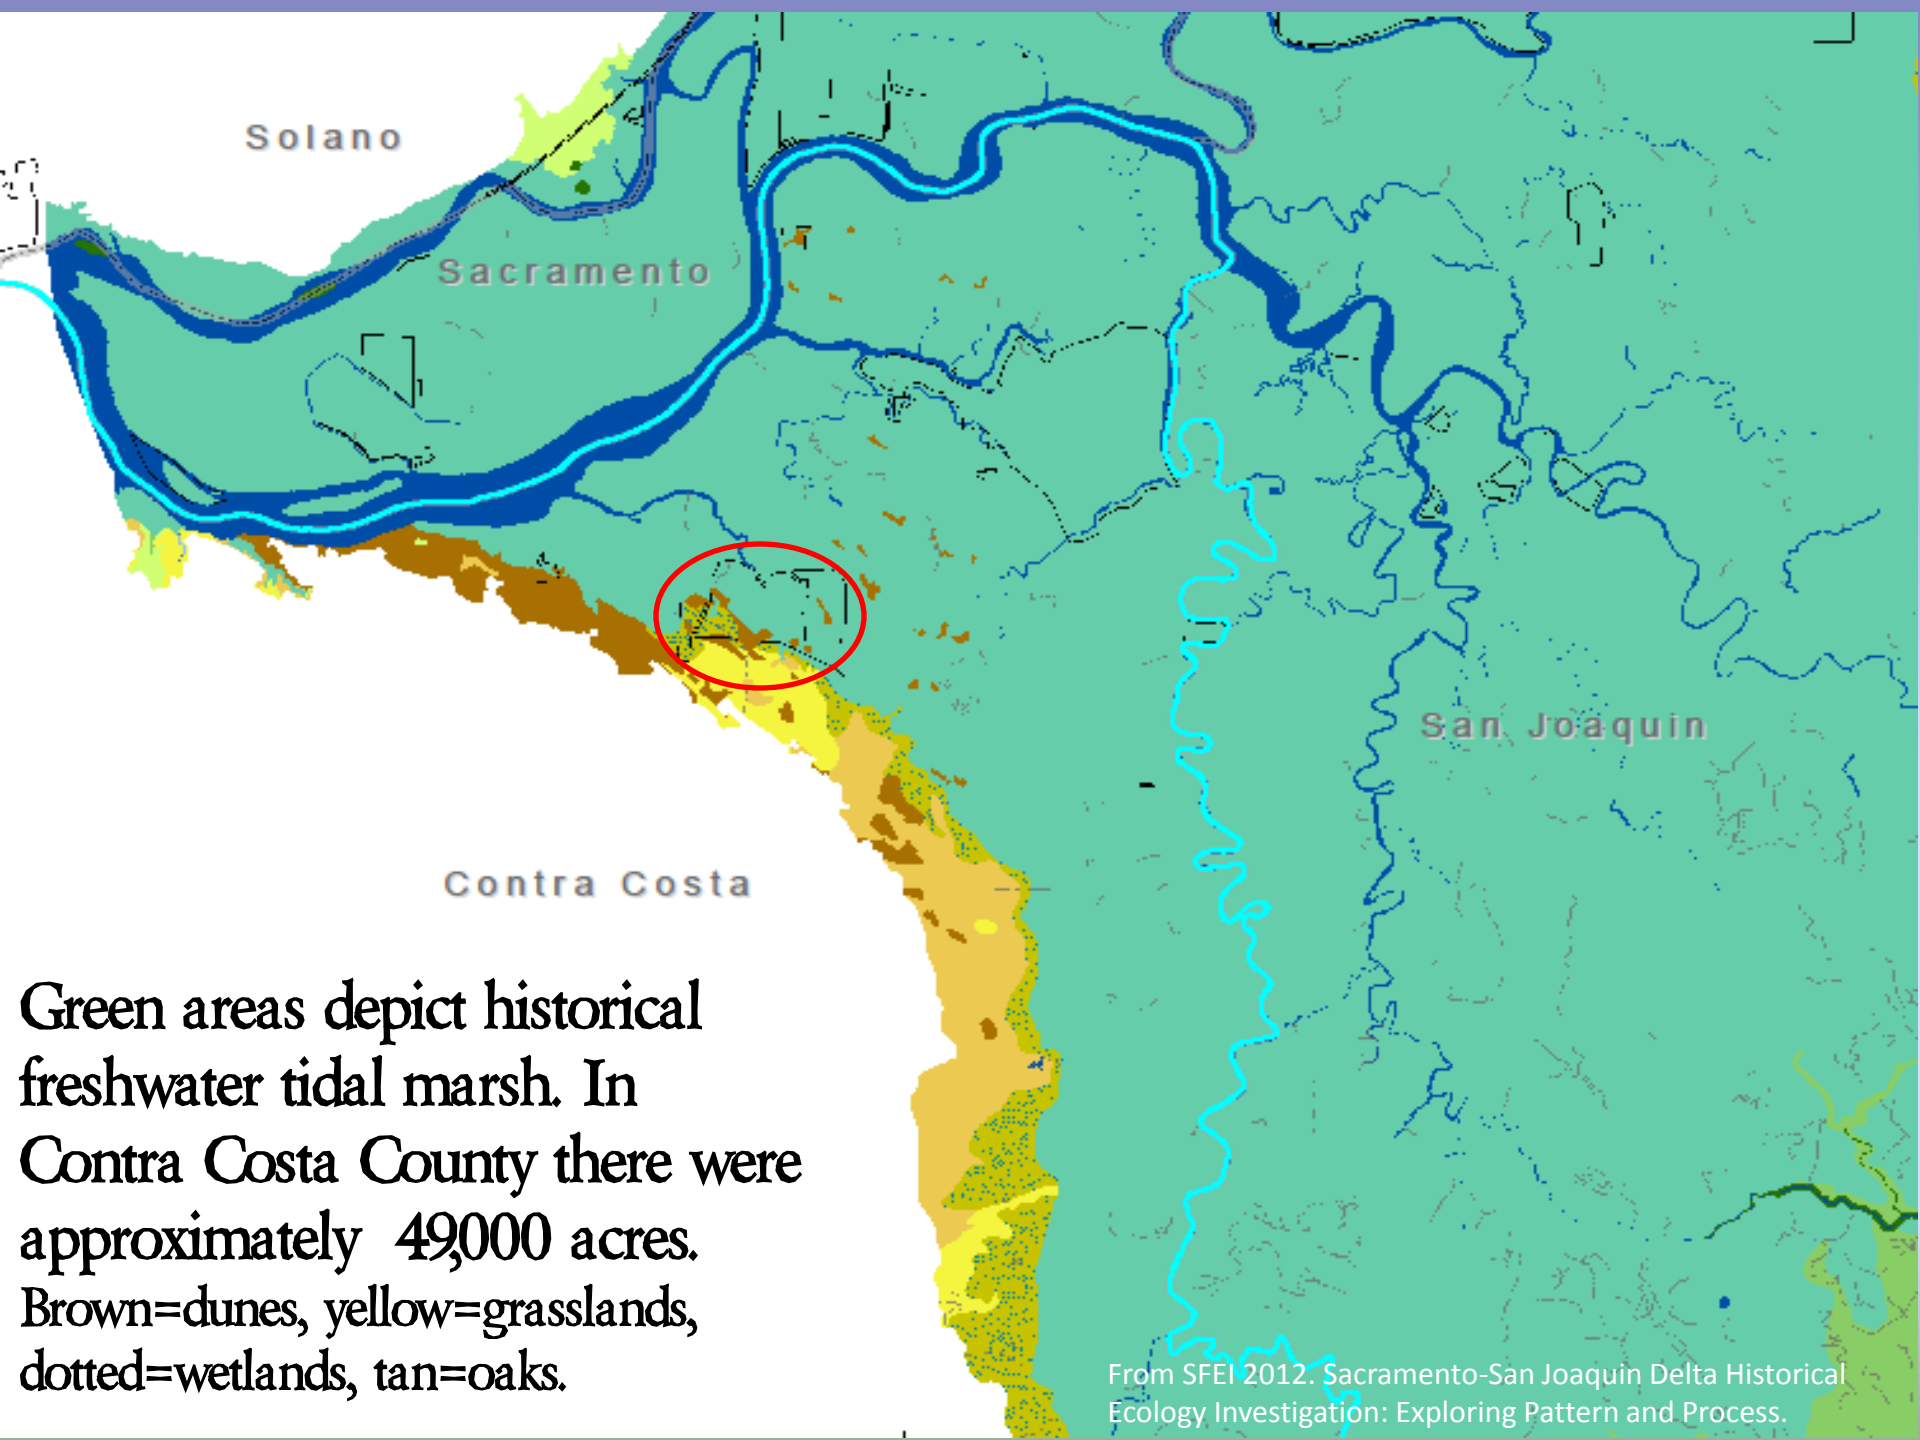 Solano
Sacramento
San Joaquin
Contra Costa
Green areas depict historical
freshwater tidal marsh. In
Contra Costa County there were
approximately 49,000 acres.
Brown=dunes, yellow=grasslands,
dotted=wetlands, tan=oaks.
From SFEI 2012. Sacramento-San Joaquin Delta Historical
Ecology Investigation: Exploring Pattern and Process.